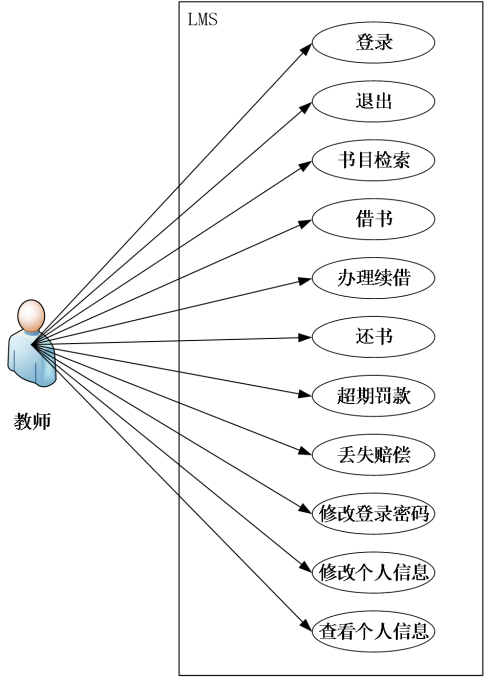 LMS
登录
退出
书目检索
借书
办理续借
还书
教师
超期罚款
丢失赔偿
修改登录密码
修改个人信息
查看个人信息